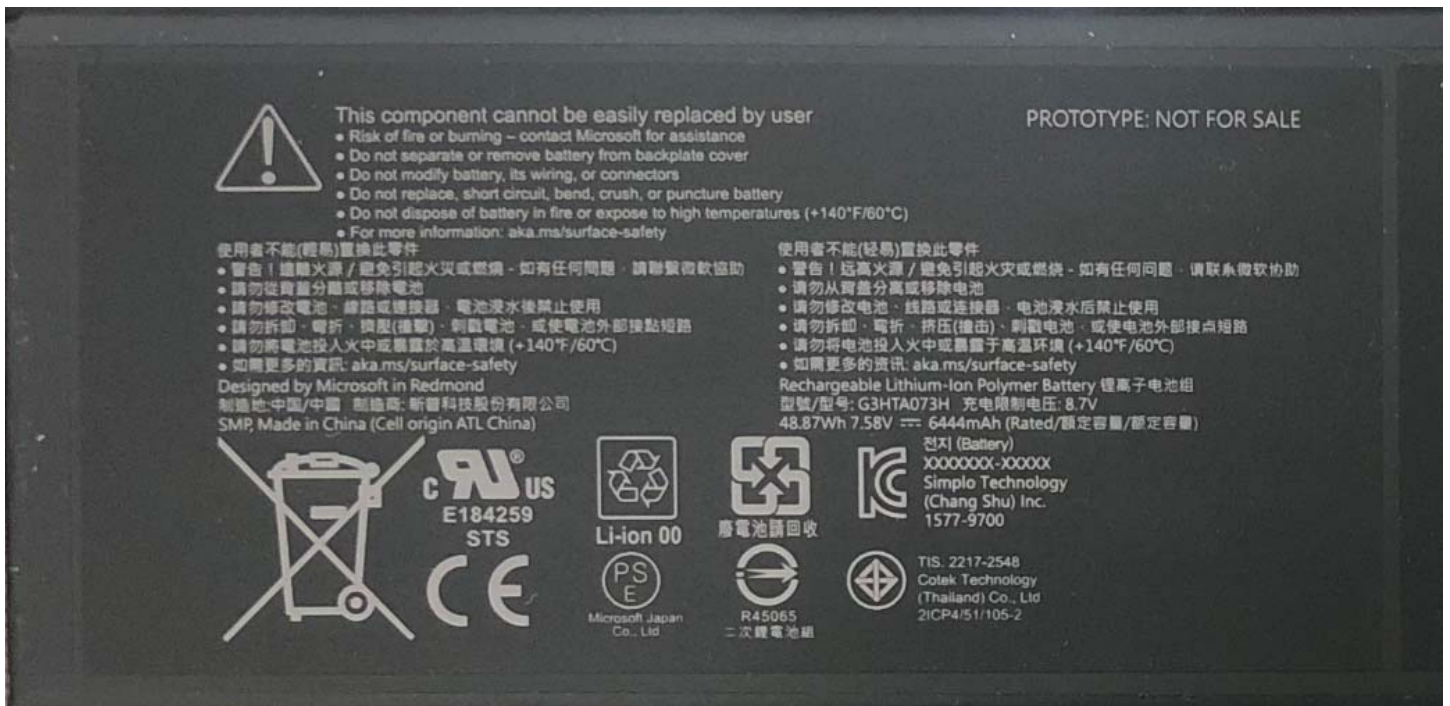 This component cannot be easily replaced by user
• Risk of fire or burning – contact Microsoft for assistance
• Do not separate or remove battery from backplate cover
• Do not modify battery, its wiring, or connectors
• Do not replace, short circuit, bend, crush, or puncture battery
• Do not dispose of battery in fire or expose to high temperatures (+140°F/60°C)
• For more information: aka.ms/surface-safety
PROTOTYPE: NOT FOR SALE
使用者不能(輕易)置換此零件
• 警告！遠離火源 / 避免引起火災或燃燒 - 如有任何問題，請聯繫微軟協助
• 請勿從背蓋分離或移除電池
• 請勿修改電池、線路或連接器，電池浸水後禁止使用
• 請勿拆卸、彎折、擠壓(撞擊)、刺戳電池，或使電池外部接點短路
• 請勿將電池投入火中或暴露於高溫環境 (+140°F/60℃)
• 如需更多的資訊: aka.ms/surface-safety
Designed by Microsoft in Redmond
制造地:中国/中國 制造商: 新普科技股份有限公司
SMP, Made in China (Cell origin ATL China)
使用者不能(轻易)置换此零件
• 警告！远离火源 / 避免引起火灾或燃烧 - 如有任何问题，请联系微软协助
• 请勿从背盖分离或移除电池
• 请勿修改电池、线路或连接器，电池浸水后禁止使用
• 请勿拆卸、弯折、挤压(撞击)、刺戳电池，或使电池外部接点短路
• 请勿将电池投入火中或暴露于高温环境 (+140°F/60℃)
• 如需更多的资讯: aka.ms/surface-safety
Rechargeable Lithium-Ion Polymer Battery 锂离子电池组
型號/型号: G3HTA073H 充电限制电压: 8.7V
48.87Wh 7.58V ⎓ 6444mAh (Rated/額定容量/额定容量)
C RU® US
E184259
STS
CE
Li-ion 00
PS
E
Microsoft Japan
Co., Ltd
廢電池請回收
R45065
二次鋰電池組
전지 (Battery)
XXXXXXX-XXXXX
Simplo Technology
(Chang Shu) Inc.
1577-9700
TIS. 2217-2548
Cotek Technology
(Thailand) Co., Ltd
2ICP4/51/105-2